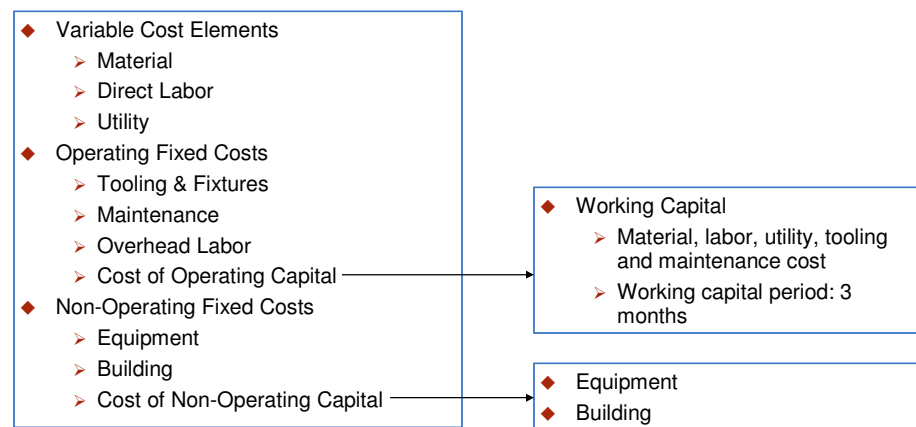 Variable Cost Elements
Material
Direct Labor
Utility
Operating Fixed Costs
Tooling & Fixtures
Maintenance
Overhead Labor
Cost of Operating Capital
Non-Operating Fixed Costs
Equipment
Building
Cost of Non-Operating Capital
Working Capital
Material, labor, utility, tooling
and maintenance cost
Working capital period: 3
months
Equipment
Building